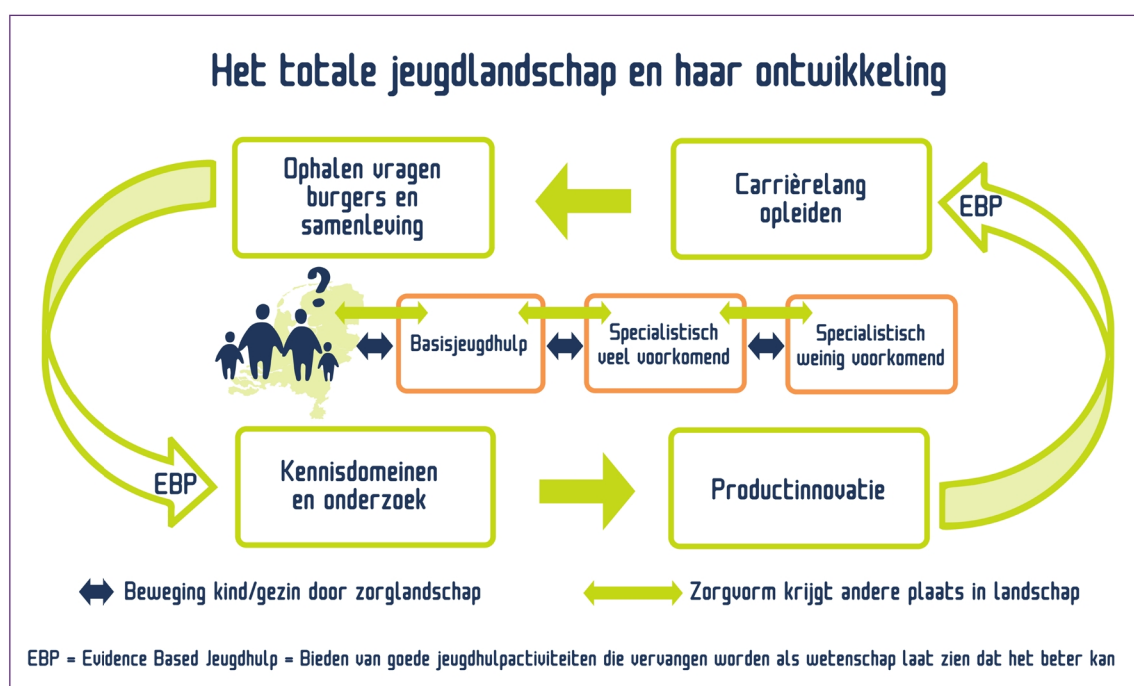 Het totale jeugdlandschap en haar ontwikkeling
Ophalen vragen
burgers en
samenleving
Carrièrelang
opleiden
EBP
?
Basisjeugdhulp
Specialistisch
veel voorkomend
Specialistisch
weinig voorkomend
EBP
Kennisdomeinen
en onderzoek
Productinnovatie
Beweging kind/gezin door zorglandschap
Zorgvorm krijgt andere plaats in landschap
EBP = Evidence Based Jeugdhulp = Bieden van goede jeugdhulpactiviteiten die vervangen worden als wetenschap laat zien dat het beter kan